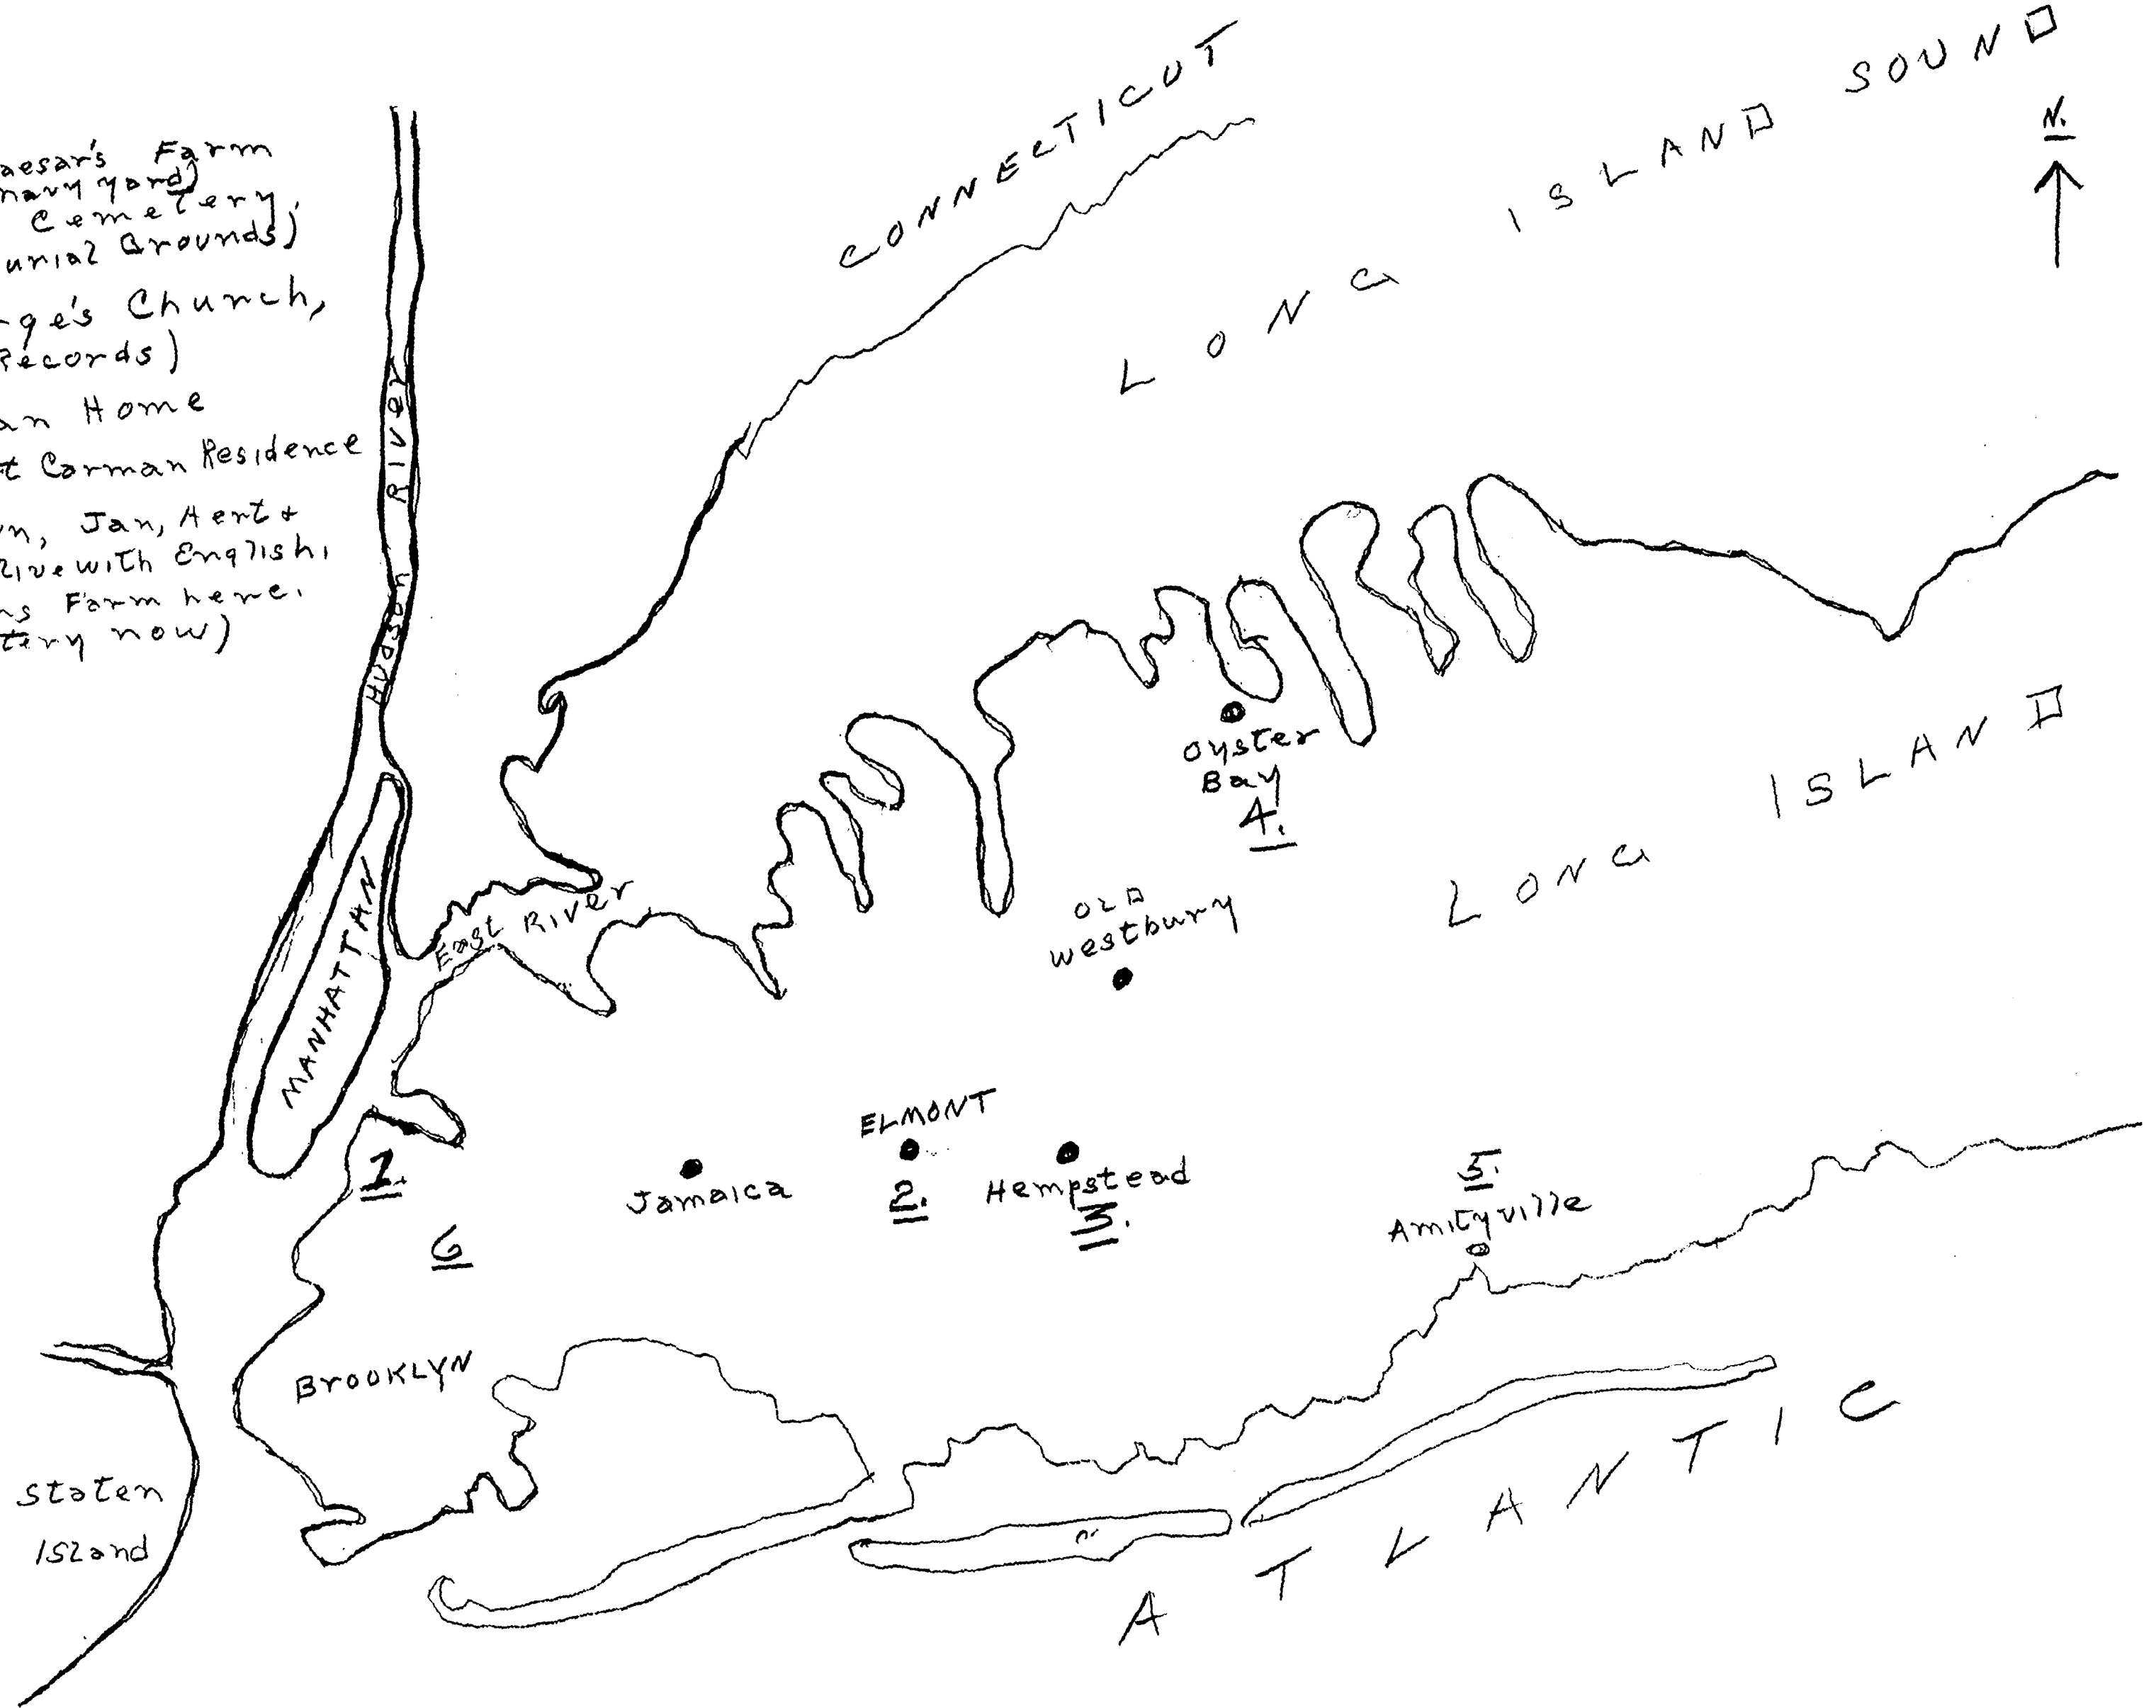 aesar's Farm
navy yard)
Cemetery,
urial Grounds)
rge's Church,
Records)
an Home
t Carman Residence
n, Jan, Aert &
live with English.
ns Farm here.
tery now)
CONNECTICUT
LONG ISLAND SOUND
N.
HUDSON RIVER
MANHATTAN
East River
Oyster
Bay
4.
OLD
Westbury
LONG ISLAND
ELMONT
2.
Jamaica
Hempstead
3.
5.
Amityville
1.
6
BROOKLYN
Staten
Island
ATLANTIC